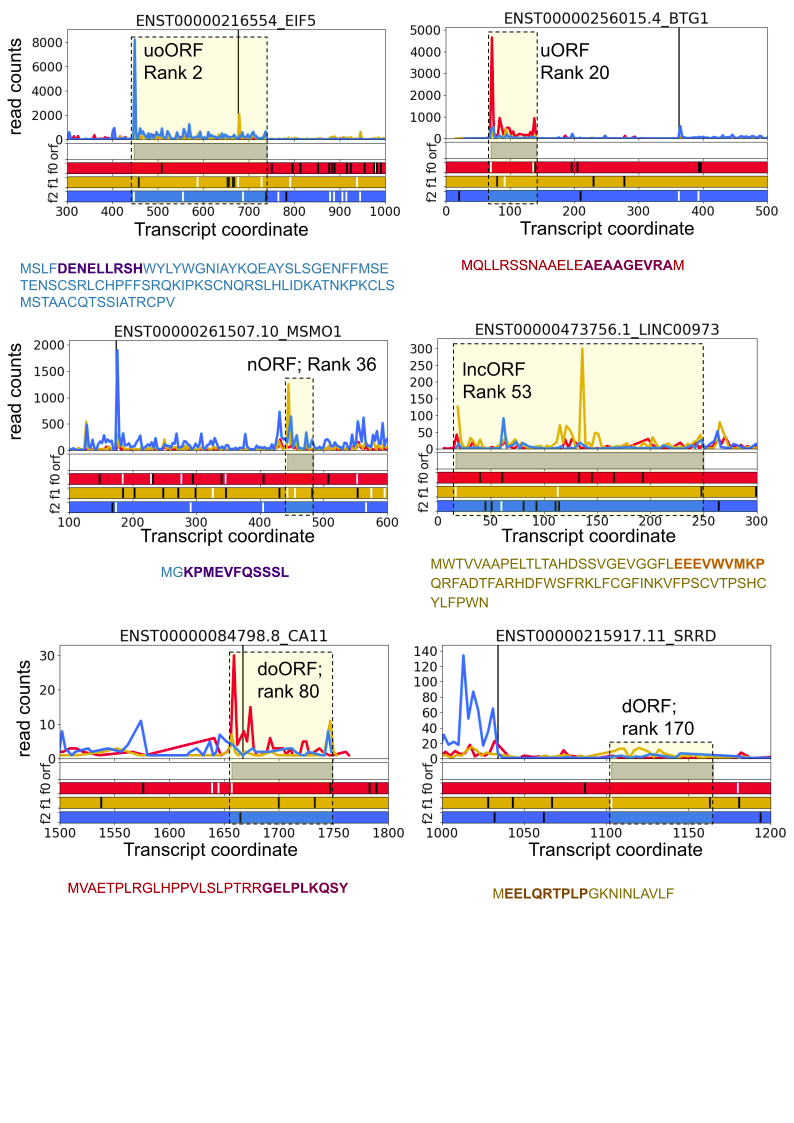 ENST00000216554_EIF5
read counts
8000
6000
4000
2000
0
uoORF
Rank 2
f2 f1 f0 orf
300 400 500 600 700 800 900 1000
Transcript coordinate
MSLFDENELLRSHWYLYWGNIAYKQEAYSLSGENFFMSE
TENSCSRLCHPFFSRQKIPKSCNQRSLHLIDKATNKPKCLS
MSTAACQTSSIATRCPV
ENST00000256015.4_BTG1
5000
4000
3000
2000
1000
0
uORF
Rank 20
f2 f1 f0 orf
0 100 200 300 400 500
Transcript coordinate
MQLLRSSNAAELEAEAAGEVRAM
ENST00000261507.10_MSMO1
read counts
2000
1500
1000
500
0
nORF; Rank 36
f2 f1 f0 orf
100 200 300 400 500 600
Transcript coordinate
MGKPMEVFQSSSL
ENST00000473756.1_LINC00973
300
250
200
150
100
50
0
lncORF
Rank 53
f2 f1 f0 orf
0 50 100 150 200 250 300
Transcript coordinate
MWTVVAAPELTLTAHDSSVGEVGGFLEEEVWVMKP
QRFADTFARHDFWSFRKLFCGFINKVFPSCVTPSHC
YLFPWN
ENST00000084798.8_CA11
read counts
30
20
10
0
doORF;
rank 80
f2 f1 f0 orf
1500 1550 1600 1650 1700 1750 1800
Transcript coordinate
MVAETPLRGLHPPVLSLPTRRGELPLKQSY
ENST00000215917.11_SRRD
140
120
100
80
60
40
20
0
dORF;
rank 170
f2 f1 f0 orf
1000 1050 1100 1150 1200
Transcript coordinate
MEELQRTPLPGKNINLAVLF